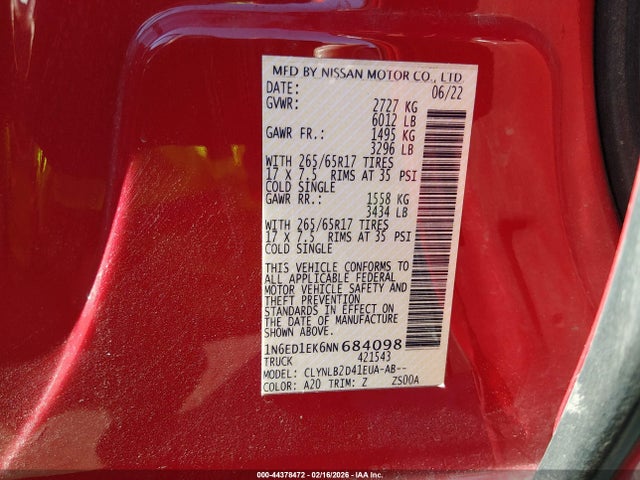 MFD BY NISSAN MOTOR CO., LTD.
DATE: 06/22
GVWR: 2727 KG
6012 LB
GAWR FR.: 1495 KG
3296 LB
WITH 265/65R17 TIRES
17 X 7.5 RIMS AT 35 PSI
COLD SINGLE
GAWR RR.: 1558 KG
3434 LB
WITH 265/65R17 TIRES
17 X 7.5 RIMS AT 35 PSI
COLD SINGLE
THIS VEHICLE CONFORMS TO
ALL APPLICABLE FEDERAL
MOTOR VEHICLE SAFETY AND
THEFT PREVENTION
STANDARDS IN EFFECT ON
THE DATE OF MANUFACTURE
SHOWN ABOVE.
1N6ED1EK6NN684098
TRUCK 421543
MODEL: CLYNLB2D41EUA-AB--
COLOR: A20 TRIM: Z ZS00A
000-44378472 - 02/16/2026 - IAAI.COM